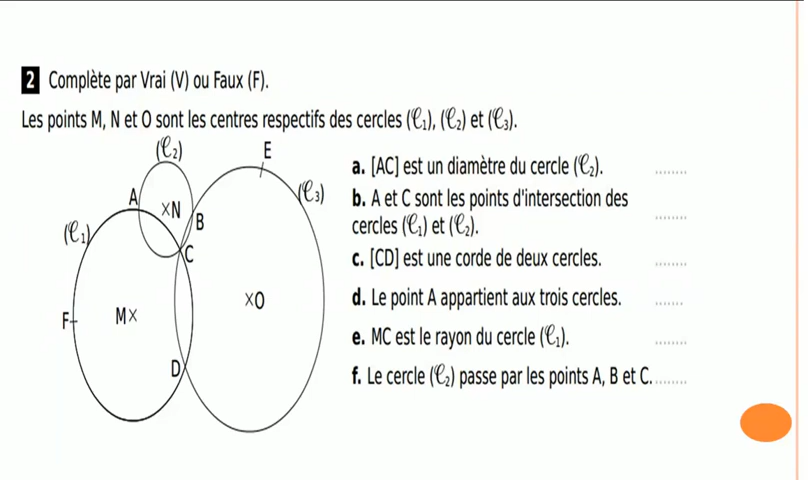 2 Complète par Vrai (V) ou Faux (F).
Les points M, N et O sont les centres respectifs des cercles (𝒞₁), (𝒞₂) et (𝒞₃).
(𝒞₂)
E
A
×N
(𝒞₃)
B
(𝒞₁)
C
×O
F
M×
D
a. [AC] est un diamètre du cercle (𝒞₂). ........
b. A et C sont les points d'intersection des
cercles (𝒞₁) et (𝒞₂). ........
c. [CD] est une corde de deux cercles. ........
d. Le point A appartient aux trois cercles. .......
e. MC est le rayon du cercle (𝒞₁). ........
f. Le cercle (𝒞₂) passe par les points A, B et C. ........